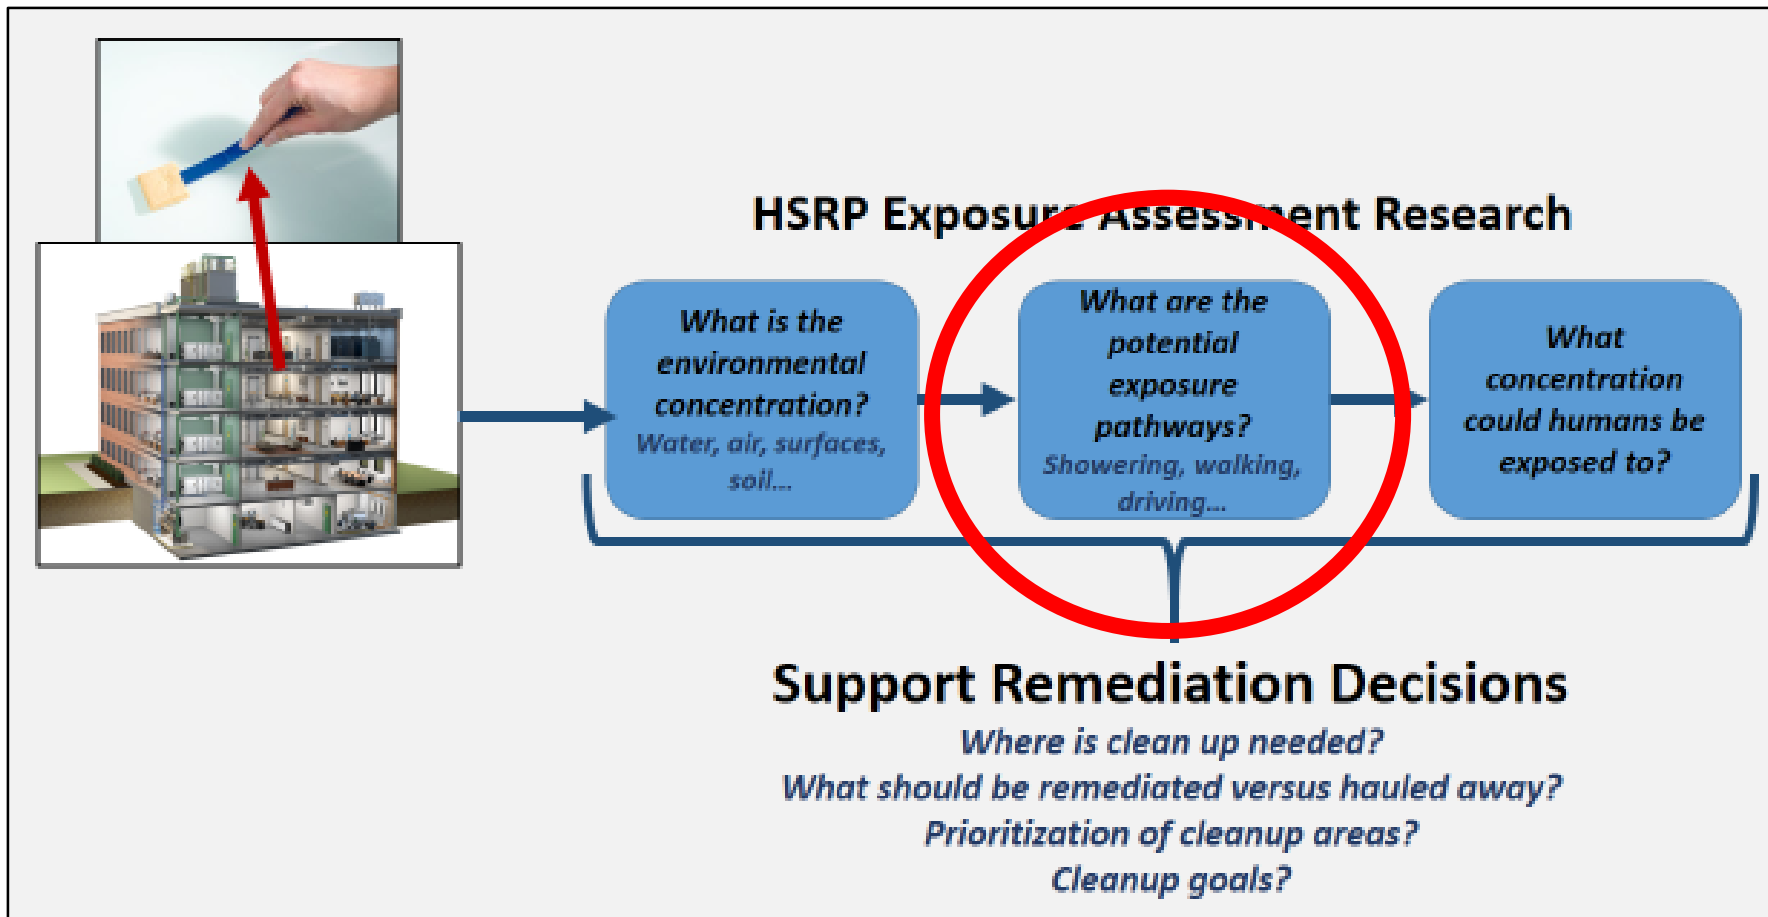 HSRP Exposure Assessment Research
What is the
environmental
concentration?
Water, air, surfaces,
soil...
What are the
potential
exposure
pathways?
Showering, walking,
driving...
What
concentration
could humans be
exposed to?
Support Remediation Decisions
Where is clean up needed?
What should be remediated versus hauled away?
Prioritization of cleanup areas?
Cleanup goals?